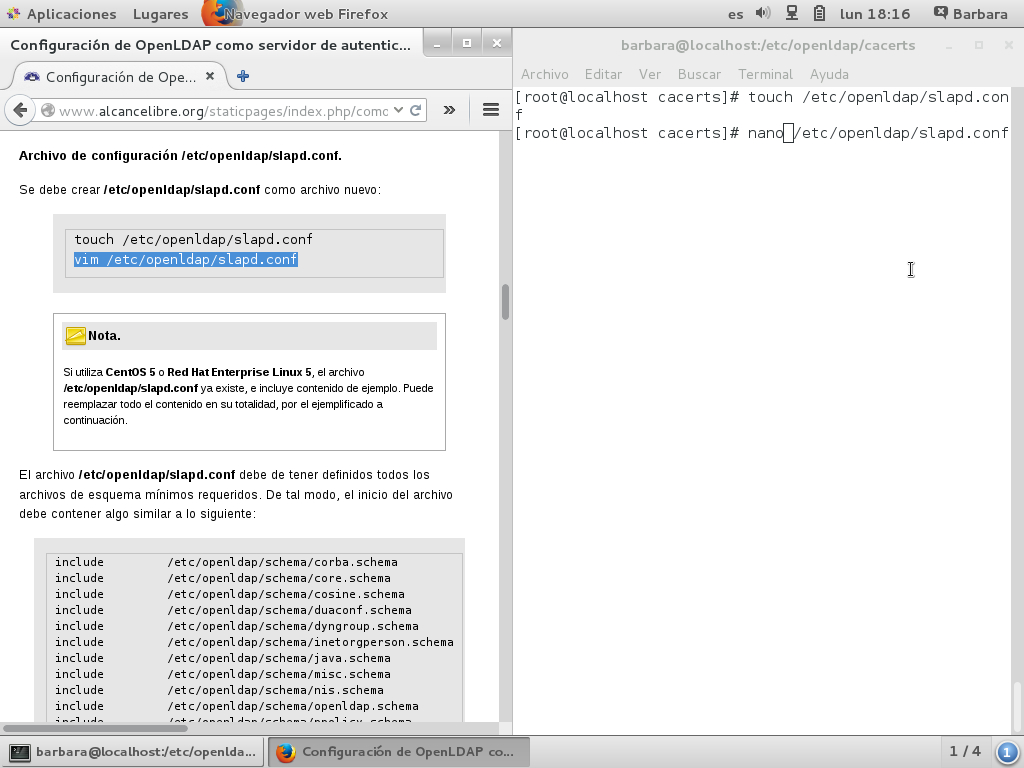 Aplicaciones Lugares Navegador web Firefox es lun 18:16 Barbara
Configuración de OpenLDAP como servidor de autentic...
Configuración de Ope...
www.alcancelibre.org/staticpages/index.php/como
Archivo de configuración /etc/openldap/slapd.conf.
Se debe crear /etc/openldap/slapd.conf como archivo nuevo:
touch /etc/openldap/slapd.conf
vim /etc/openldap/slapd.conf
Nota.
Si utiliza CentOS 5 o Red Hat Enterprise Linux 5, el archivo
/etc/openldap/slapd.conf ya existe, e incluye contenido de ejemplo. Puede
reemplazar todo el contenido en su totalidad, por el ejemplificado a
continuación.
El archivo /etc/openldap/slapd.conf debe de tener definidos todos los
archivos de esquema mínimos requeridos. De tal modo, el inicio del archivo
debe contener algo similar a lo siguiente:
include /etc/openldap/schema/corba.schema
include /etc/openldap/schema/core.schema
include /etc/openldap/schema/cosine.schema
include /etc/openldap/schema/duaconf.schema
include /etc/openldap/schema/dyngroup.schema
include /etc/openldap/schema/inetorgperson.schema
include /etc/openldap/schema/java.schema
include /etc/openldap/schema/misc.schema
include /etc/openldap/schema/nis.schema
include /etc/openldap/schema/openldap.schema
include /etc/openldap/schema/ppolicy.schema
barbara@localhost:/etc/openldap/cacerts
Archivo Editar Ver Buscar Terminal Ayuda
[root@localhost cacerts]# touch /etc/openldap/slapd.con
f
[root@localhost cacerts]# nano /etc/openldap/slapd.conf
barbara@localhost:/etc/openlda... Configuración de OpenLDAP co... 1 / 4 1